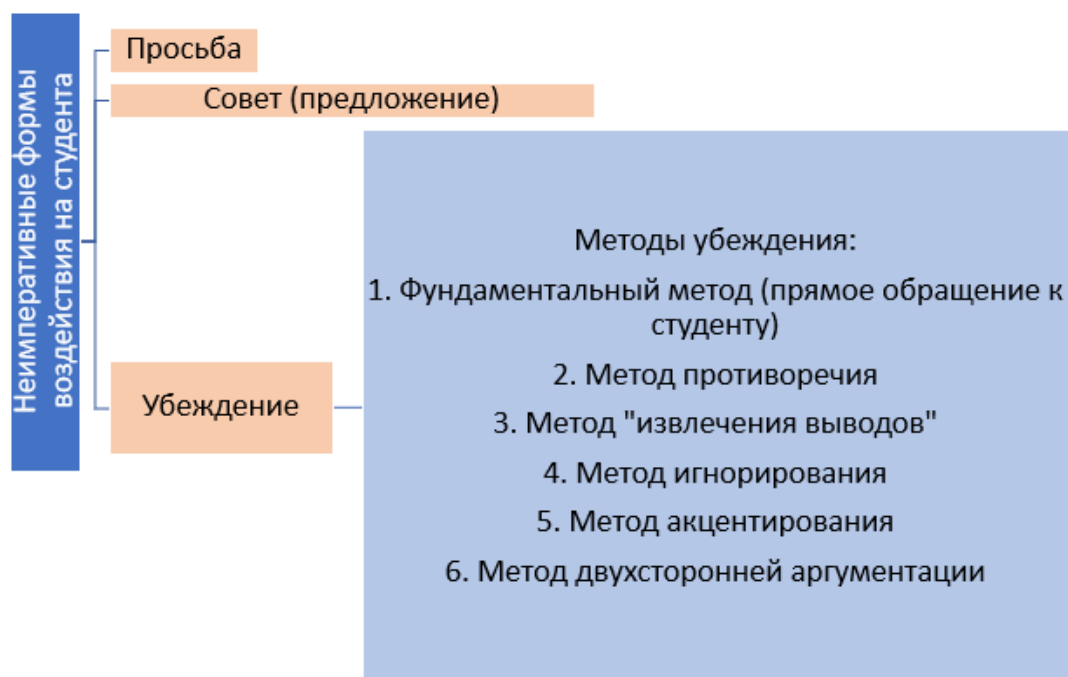 Неимперативные формы
воздействия на студента
Просьба
Совет (предложение)
Убеждение
Методы убеждения:
1. Фундаментальный метод (прямое обращение к
студенту)
2. Метод противоречия
3. Метод "извлечения выводов"
4. Метод игнорирования
5. Метод акцентирования
6. Метод двухсторонней аргументации